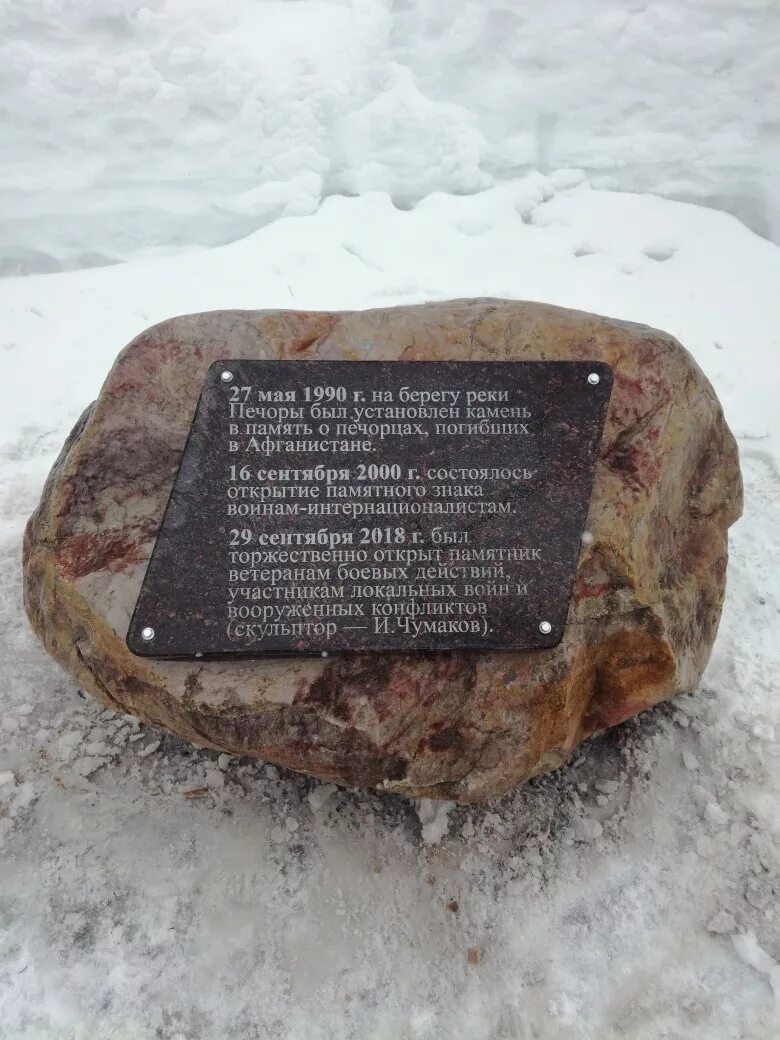 27 мая 1990 г. на берегу реки
Печоры был установлен камень
в память о печорцах, погибших
в Афганистане.
16 сентября 2000 г. состоялось
открытие памятного знака
воинам-интернационалистам.
29 сентября 2018 г. был
торжественно открыт памятник
ветеранам боевых действий,
участникам локальных войн и
вооруженных конфликтов
(скульптор — И.Чумаков).